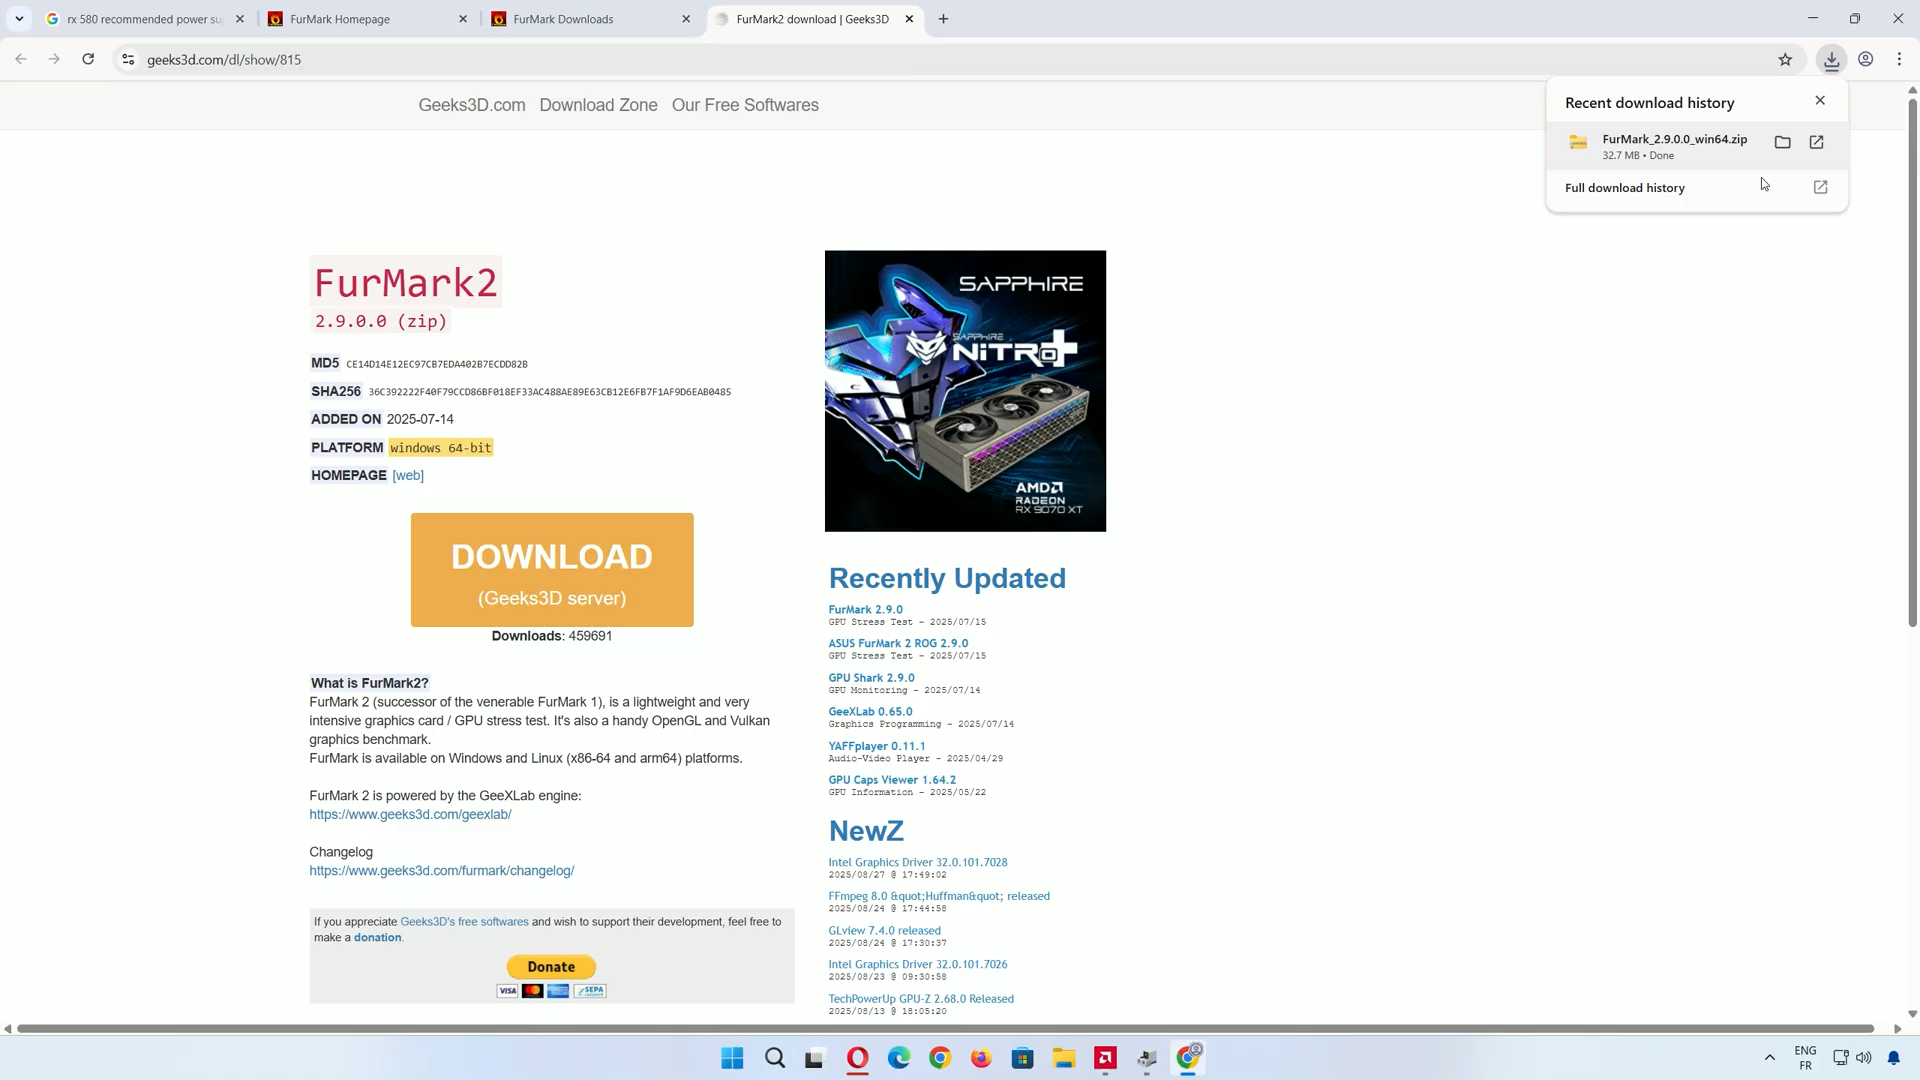 rx 580 recommended power su
FurMark Homepage
FurMark Downloads
FurMark2 download | Geeks3D
geeks3d.com/dl/show/815
Geeks3D.com
Download Zone
Our Free Softwares
Recent download history
FurMark_2.9.0.0_win64.zip
32.7 MB • Done
Full download history
FurMark2
2.9.0.0 (zip)
MD5 CE14D14E12EC97CB7EDA402B7ECDD82B
SHA256 36C392222F40F79CCD86BF018EF33AC488AE89E63CB12E6FB7F1AF9D6EAB0485
ADDED ON 2025-07-14
PLATFORM windows 64-bit
HOMEPAGE [web]
DOWNLOAD
(Geeks3D server)
Downloads: 459691
What is FurMark2?
FurMark 2 (successor of the venerable FurMark 1), is a lightweight and very
intensive graphics card / GPU stress test. It's also a handy OpenGL and Vulkan
graphics benchmark.
FurMark is available on Windows and Linux (x86-64 and arm64) platforms.
FurMark 2 is powered by the GeeXLab engine:
https://www.geeks3d.com/geexlab/
Changelog
https://www.geeks3d.com/furmark/changelog/
If you appreciate Geeks3D's free softwares and wish to support their development, feel free to
make a donation.
Donate
VISA
SEPA
SAPPHIRE
SAPPHIRE
NITRO+
AMD
RADEON
RX 9070 XT
Recently Updated
FurMark 2.9.0
GPU Stress Test - 2025/07/15
ASUS FurMark 2 ROG 2.9.0
GPU Stress Test - 2025/07/15
GPU Shark 2.9.0
GPU Monitoring - 2025/07/14
GeeXLab 0.65.0
Graphics Programming - 2025/07/14
YAFFplayer 0.11.1
Audio-Video Player - 2025/04/29
GPU Caps Viewer 1.64.2
GPU Information - 2025/05/22
NewZ
Intel Graphics Driver 32.0.101.7028
2025/08/27 @ 17:49:02
FFmpeg 8.0 &quot;Huffman&quot; released
2025/08/24 @ 17:44:58
GLview 7.4.0 released
2025/08/24 @ 17:30:37
Intel Graphics Driver 32.0.101.7026
2025/08/23 @ 09:30:58
TechPowerUp GPU-Z 2.68.0 Released
2025/08/13 @ 18:05:20
ENG
FR